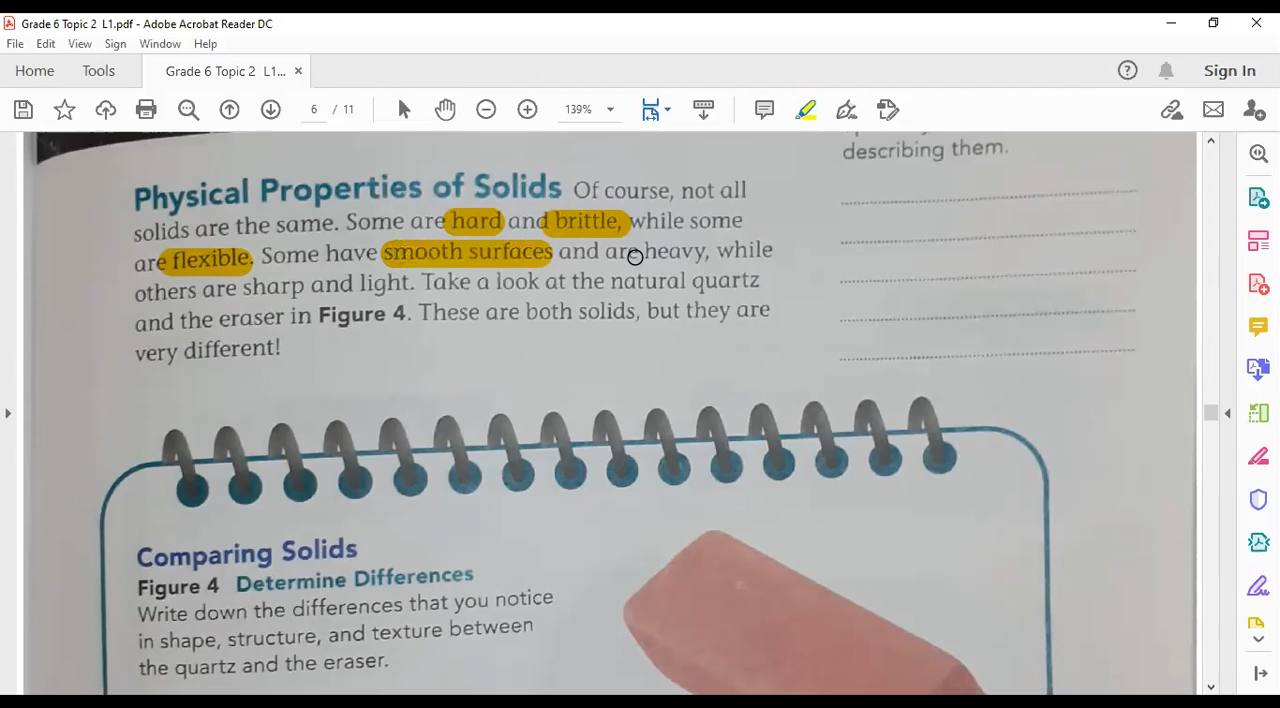 Grade 6 Topic 2 L1.pdf - Adobe Acrobat Reader DC
File Edit View Sign Window Help
Home Tools Grade 6 Topic 2 L1... × Sign In
6 / 11 139%
describing them.
Physical Properties of Solids Of course, not all
solids are the same. Some are hard and brittle, while some
are flexible. Some have smooth surfaces and are heavy, while
others are sharp and light. Take a look at the natural quartz
and the eraser in Figure 4. These are both solids, but they are
very different!
Comparing Solids
Figure 4 Determine Differences
Write down the differences that you notice
in shape, structure, and texture between
the quartz and the eraser.